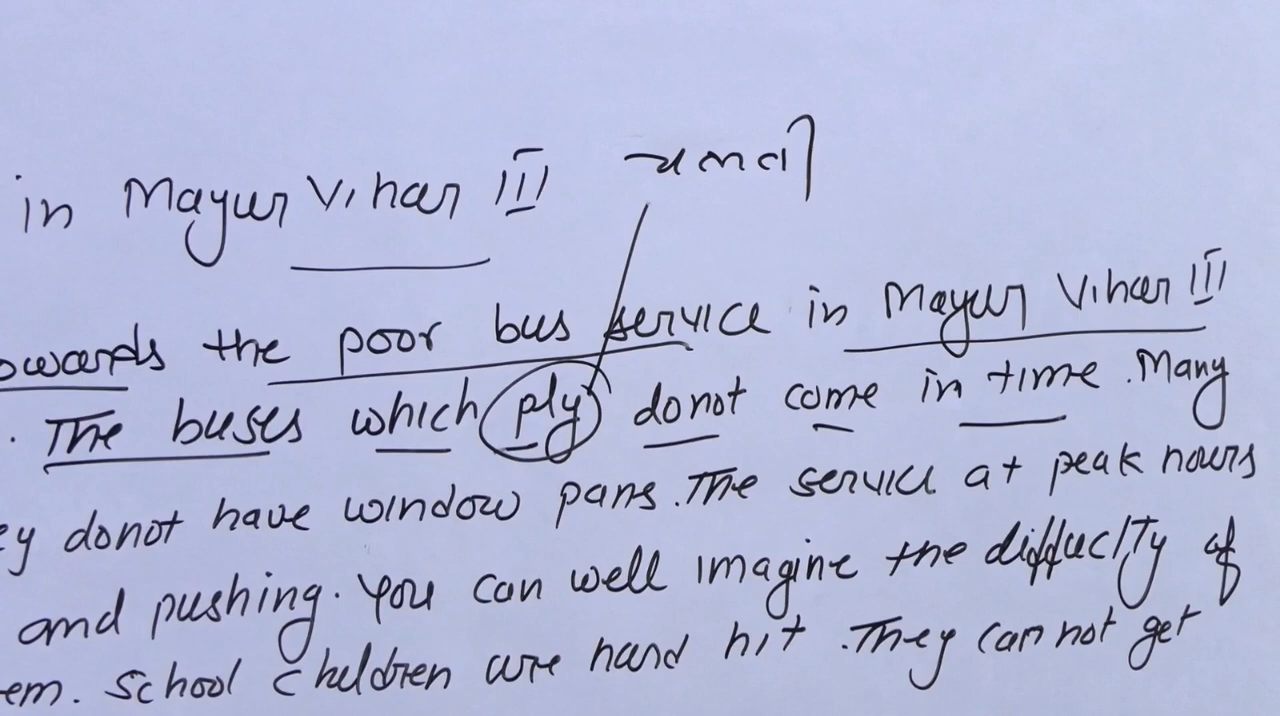 in Mayur Vihar III चलती
owards the poor bus service in Mayur Vihar III
. The buses which ply donot come in time. Many
ey donot have window pans. The service at peak hours
and pushing. You can well imagine the diffuclty of
em. School children are hard hit. They can not get